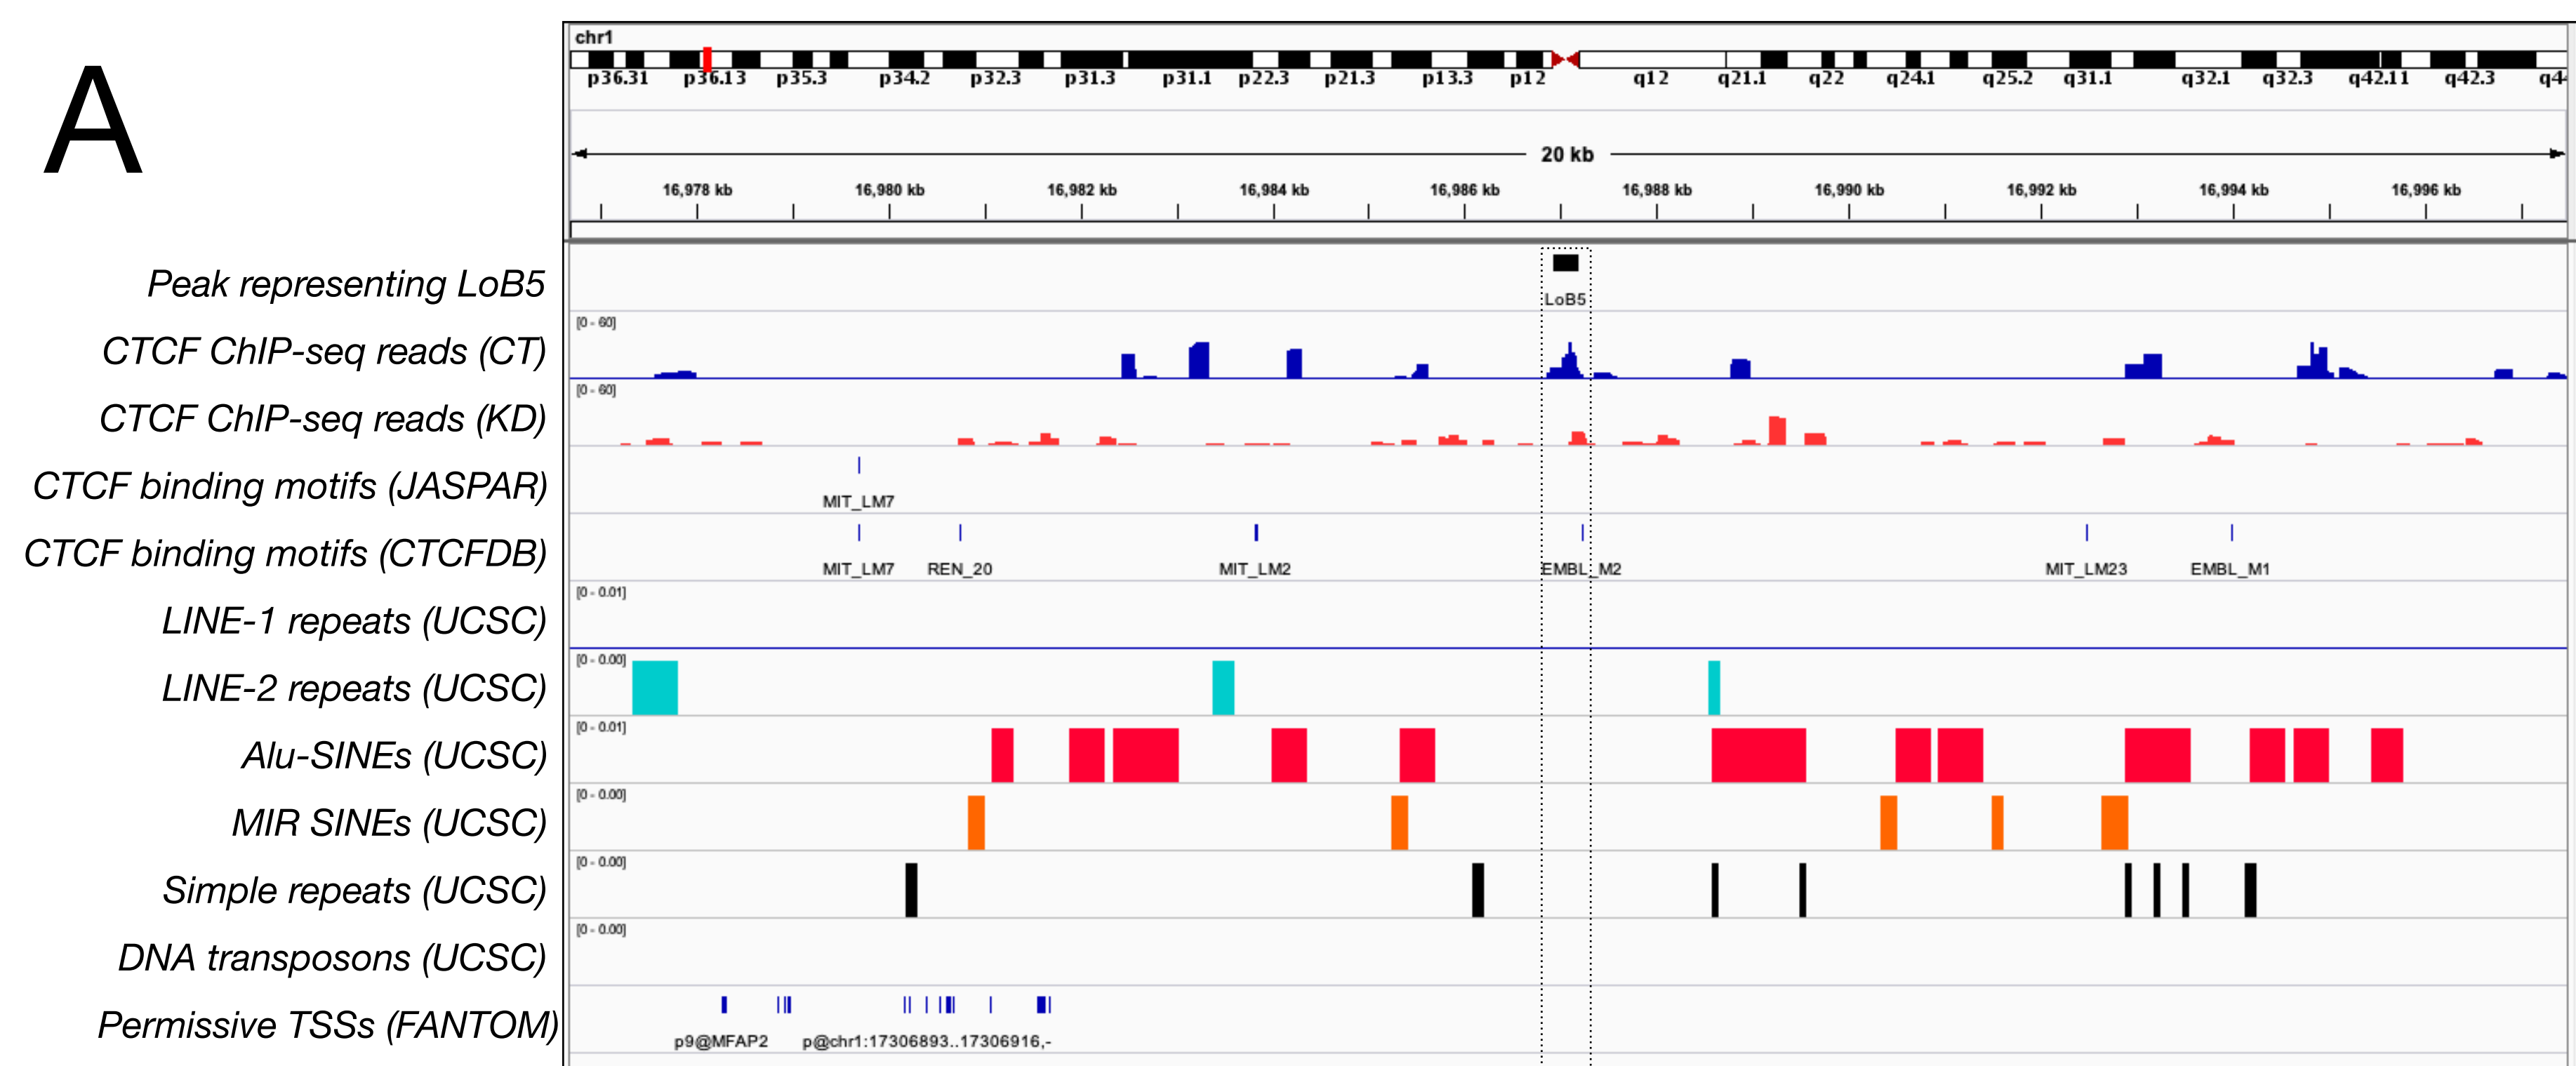 A
chr1
p36.31 p36.13 p35.3 p34.2 p32.3 p31.3 p31.1 p22.3 p21.3 p13.3 p12 q12 q21.1 q22 q24.1 q25.2 q31.1 q32.1 q32.3 q42.11 q42.3 q44
20 kb
16,978 kb 16,980 kb 16,982 kb 16,984 kb 16,986 kb 16,988 kb 16,990 kb 16,992 kb 16,994 kb 16,996 kb
Peak representing LoB5
LoB5
CTCF ChIP-seq reads (CT)
[0 - 60]
CTCF ChIP-seq reads (KD)
[0 - 60]
CTCF binding motifs (JASPAR)
MIT_LM7
CTCF binding motifs (CTCFDB)
MIT_LM7 REN_20 MIT_LM2 EMBL_M2 MIT_LM23 EMBL_M1
LINE-1 repeats (UCSC)
[0 - 0.01]
LINE-2 repeats (UCSC)
[0 - 0.00]
Alu-SINEs (UCSC)
[0 - 0.01]
MIR SINEs (UCSC)
[0 - 0.00]
Simple repeats (UCSC)
[0 - 0.00]
DNA transposons (UCSC)
[0 - 0.00]
Permissive TSSs (FANTOM)
p9@MFAP2 p@chr1:17306893..17306916,-